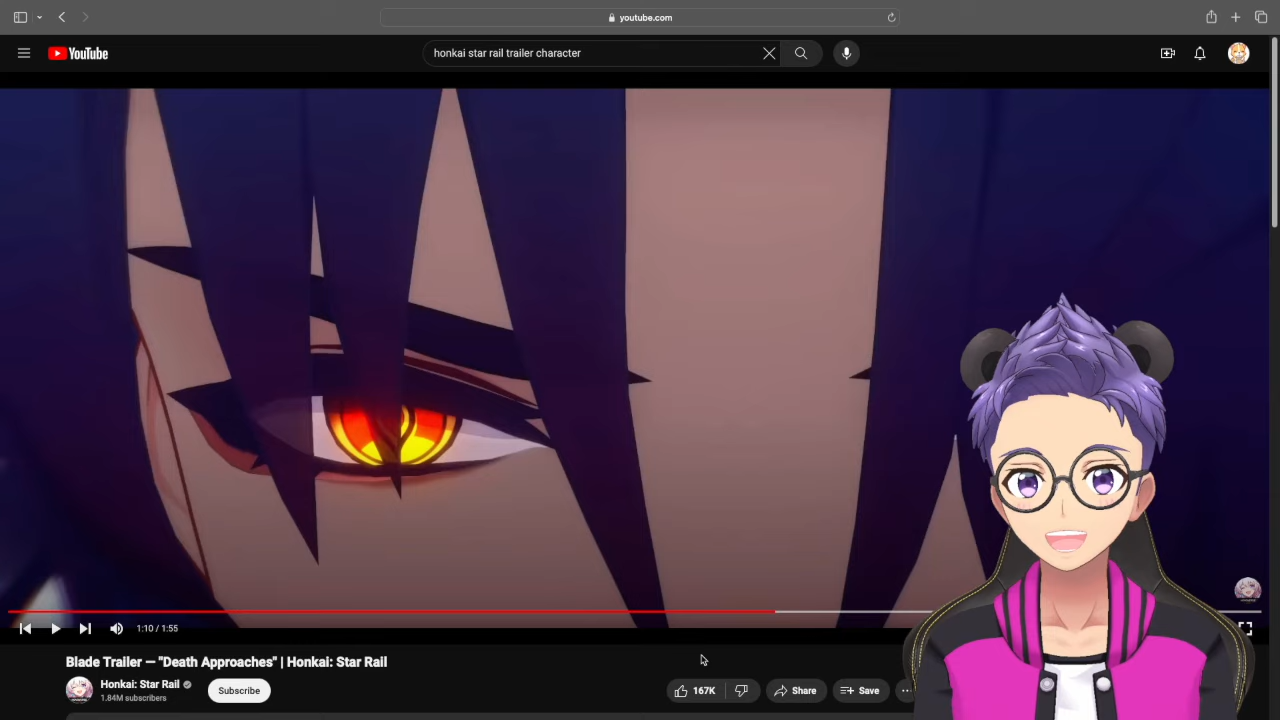 youtube.com
YouTube
honkai star rail trailer character
1:10 / 1:55
Blade Trailer — "Death Approaches" | Honkai: Star Rail
Honkai: Star Rail
1.84M subscribers
Subscribe
167K
Share
Save